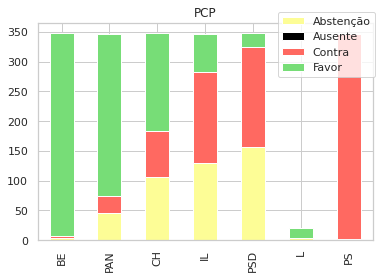 PCP
Abstenção
Ausente
Contra
Favor
350
300
250
200
150
100
50
0
BE PAN CH IL PSD L PS